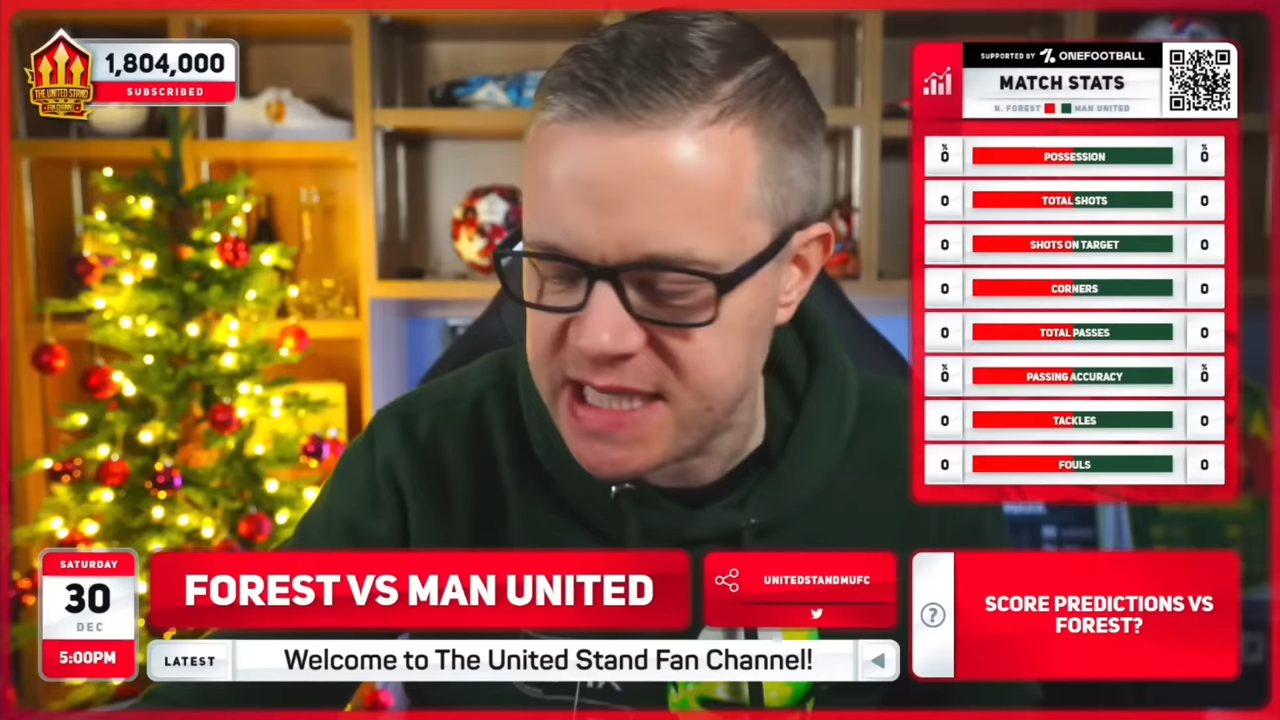 1,804,000
SUBSCRIBED
THE UNITED STAND
FAN CHANNEL
SUPPORTED BY ONEFOOTBALL
MATCH STATS
N. FOREST MAN UNITED
% 0 POSSESSION % 0
0 TOTAL SHOTS 0
0 SHOTS ON TARGET 0
0 CORNERS 0
0 TOTAL PASSES 0
% 0 PASSING ACCURACY % 0
0 TACKLES 0
0 FOULS 0
SATURDAY
30
DEC
5:00PM
FOREST VS MAN UNITED
UNITEDSTANDMUFC
LATEST
Welcome to The United Stand Fan Channel!
?
SCORE PREDICTIONS VS
FOREST?